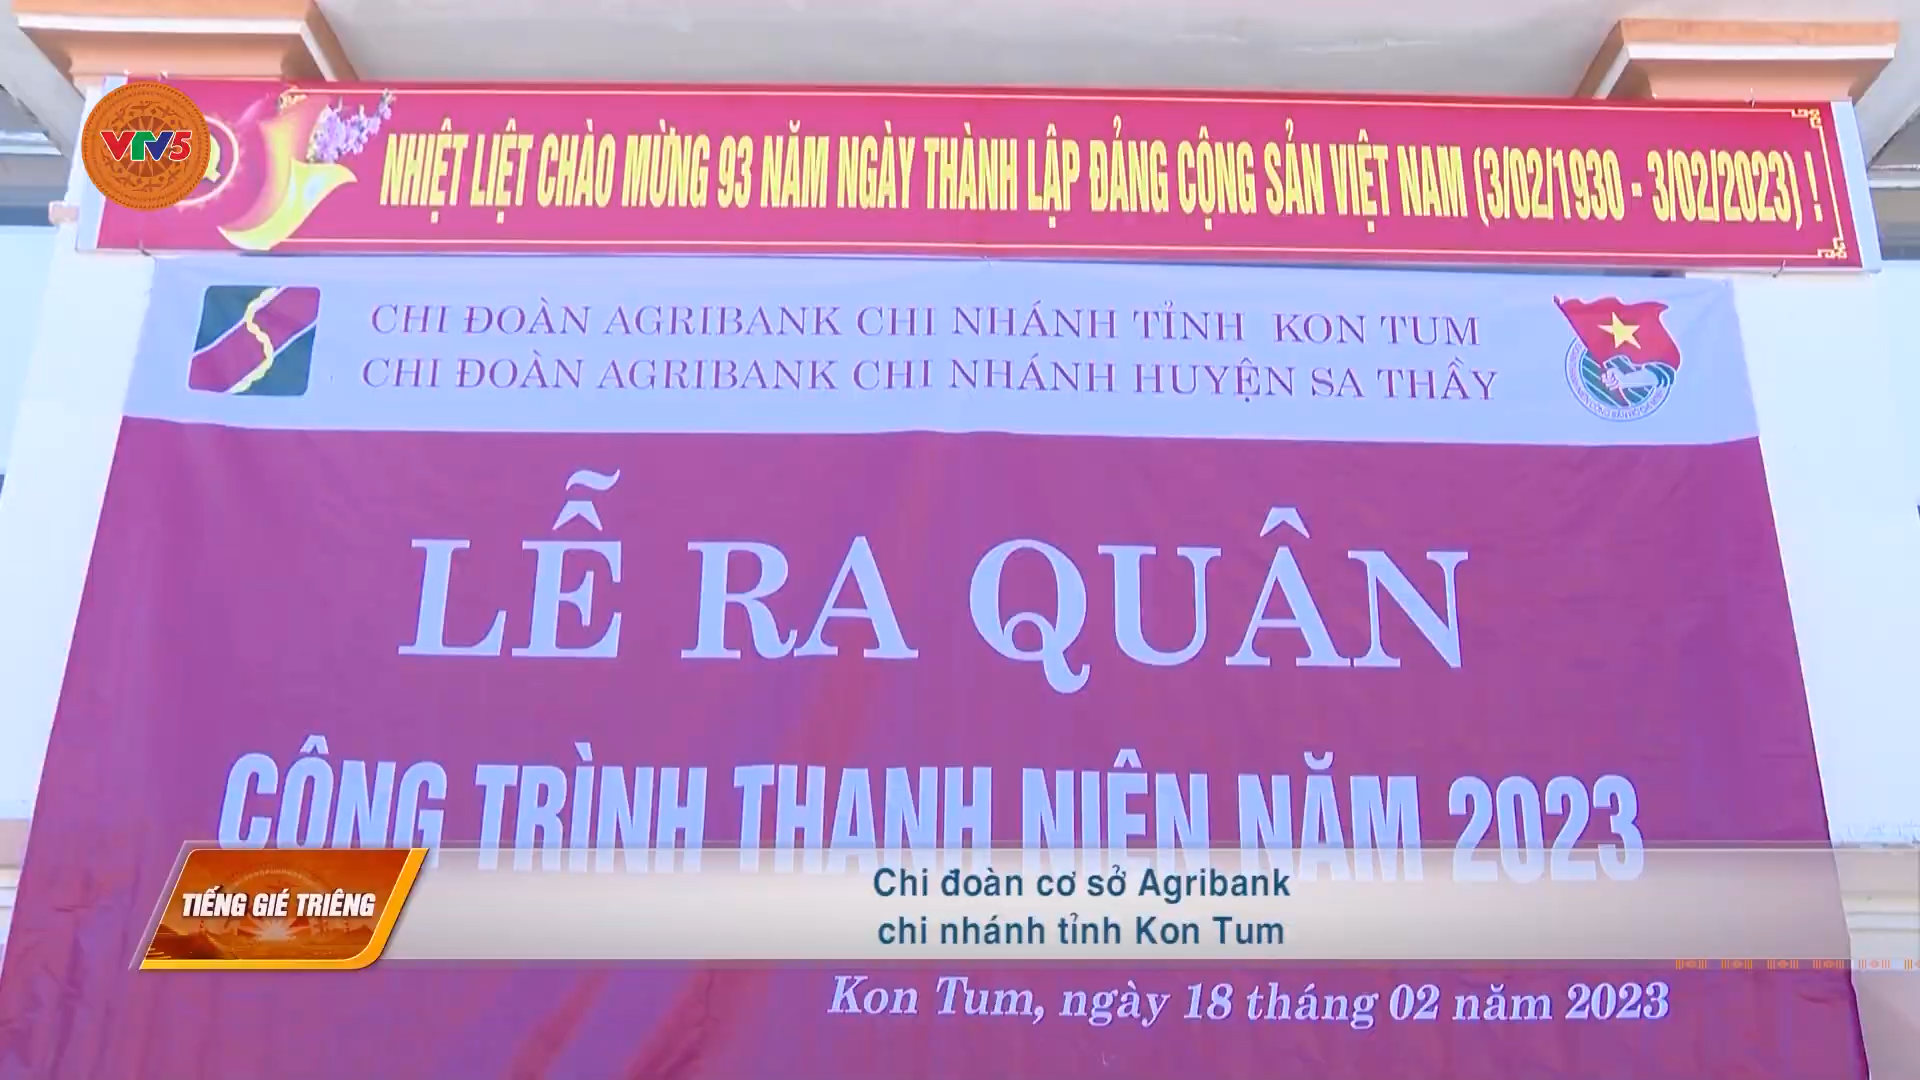 VTV5
NHIỆT LIỆT CHÀO MỪNG 93 NĂM NGÀY THÀNH LẬP ĐẢNG CỘNG SẢN VIỆT NAM (3/02/1930 - 3/02/2023) !
CHI ĐOÀN AGRIBANK CHI NHÁNH TỈNH KON TUM
CHI ĐOÀN AGRIBANK CHI NHÁNH HUYỆN SA THẦY
LỄ RA QUÂN
CÔNG TRÌNH THANH NIÊN NĂM 2023
TIẾNG GIÉ TRIÊNG
Chi đoàn cơ sở Agribank
chi nhánh tỉnh Kon Tum
Kon Tum, ngày 18 tháng 02 năm 2023